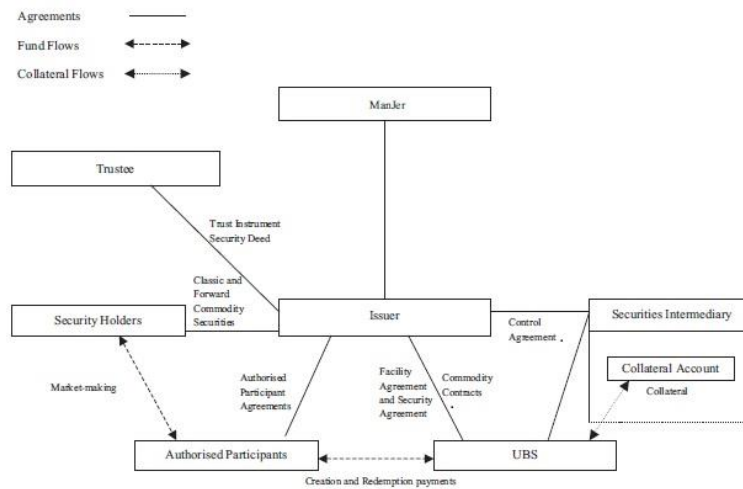 Agreements
Fund Flows
Collateral Flows
ManJer
Trustee
Trust Instrument
Security Deed
Classic and
Forward
Commodity
Securities
Security Holders
Issuer
Securities Intermediary
Control
Agreement .
Collateral Account
Collateral
Market-making
Authorised
Participant
Agreements
Facility
Agreement
and Security
Agreement
Commodity
Contracts
.
Authorised Participants
UBS
Creation and Redemption payments